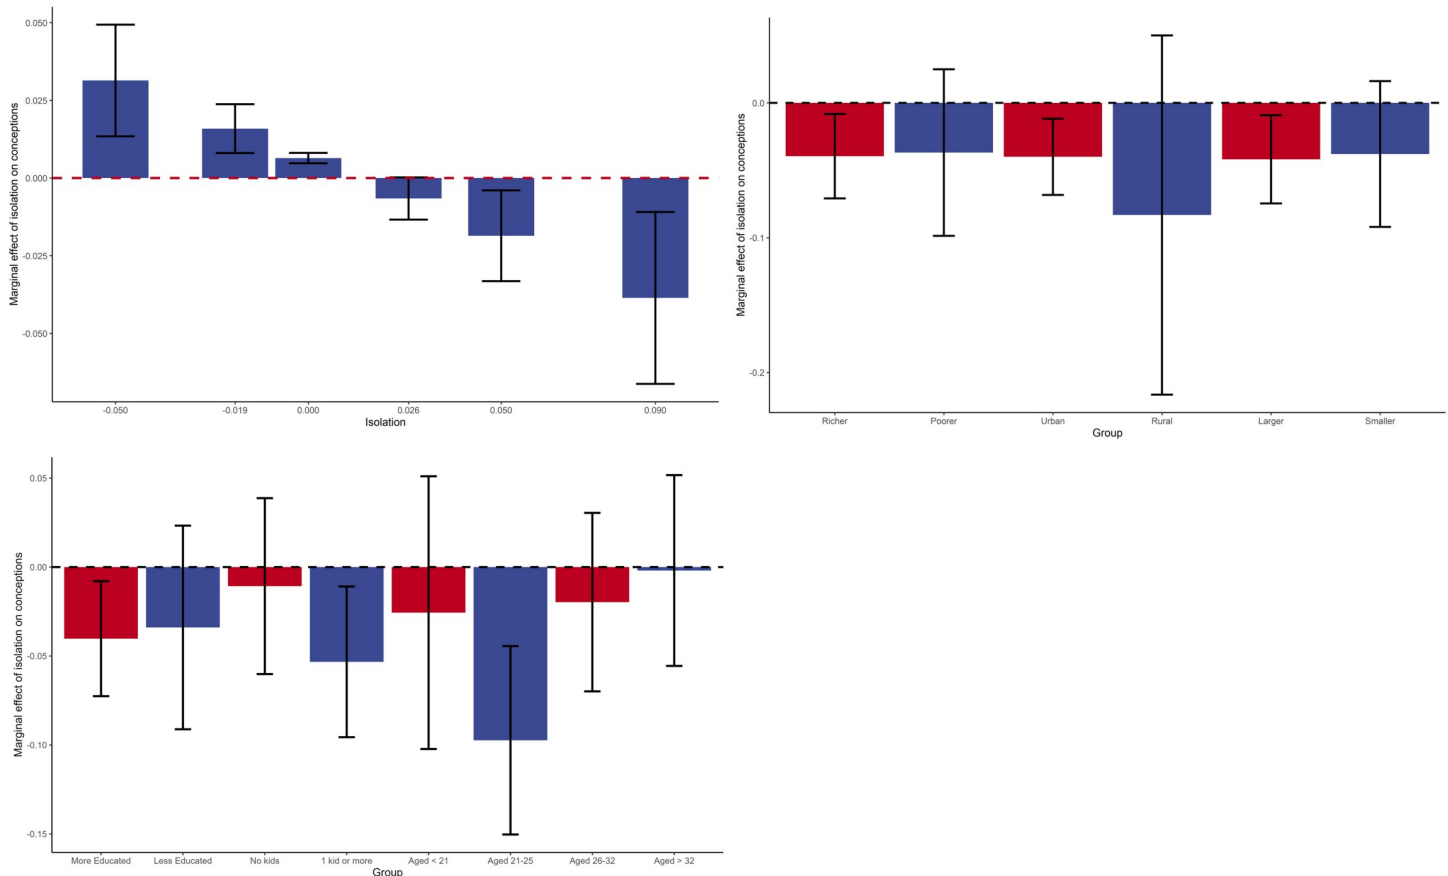 Marginal effect of isolation on conceptions
0.050
0.025
0.000
-0.025
-0.050
-0.050 -0.019 0.000 0.026 0.050 0.090
Isolation
Marginal effect of isolation on conceptions
0.0
-0.1
-0.2
Richer Poorer Urban Rural Larger Smaller
Group
Marginal effect of isolation on conceptions
0.05
0.00
-0.05
-0.10
-0.15
More Educated Less Educated No kids 1 kid or more Aged < 21 Aged 21-25 Aged 26-32 Aged > 32
Group